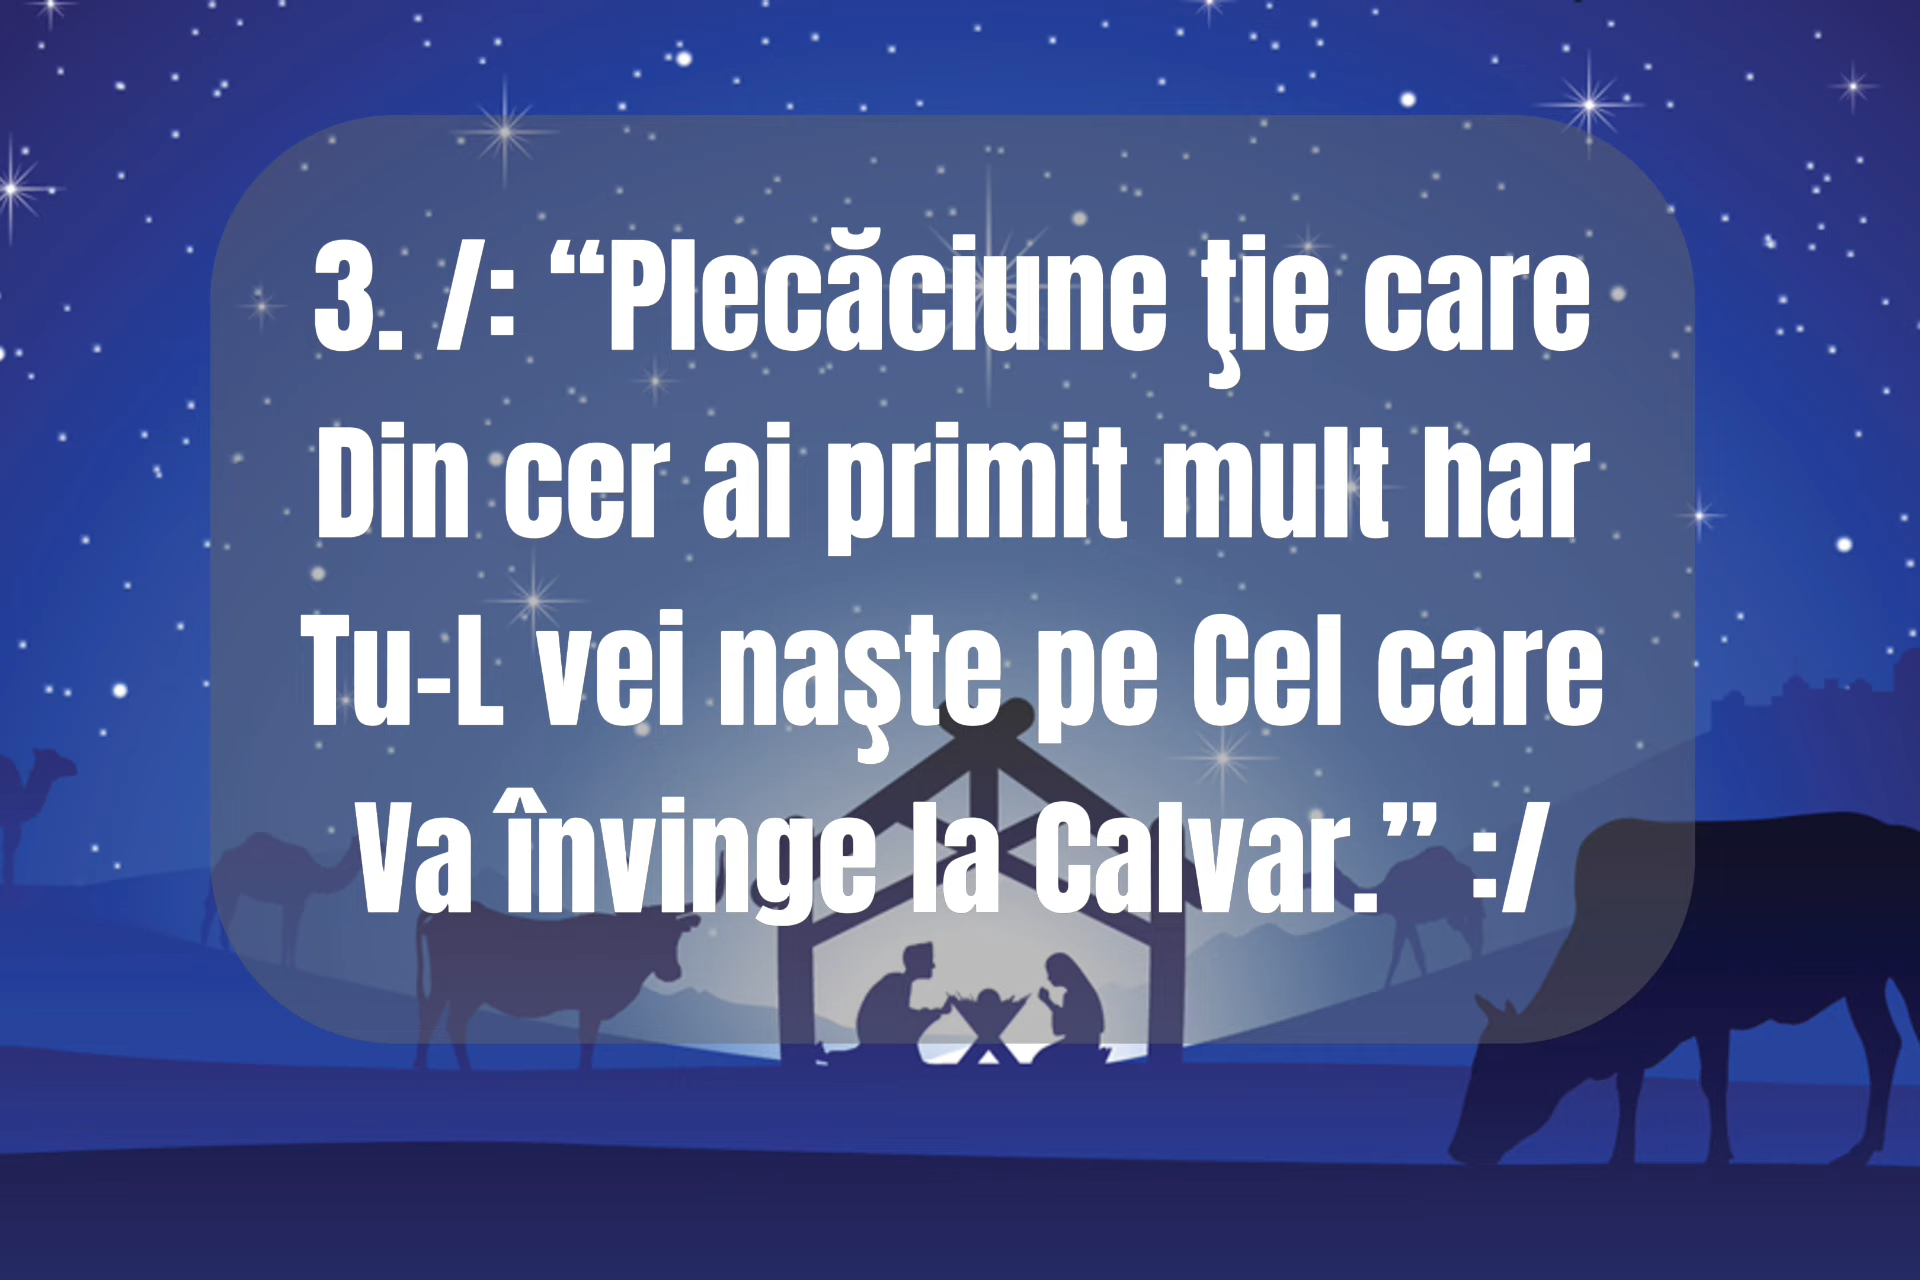 3. /: “Plecăciune ţie care
Din cer ai primit mult har
Tu-L vei naşte pe Cel care
Va învinge la Calvar.” :/